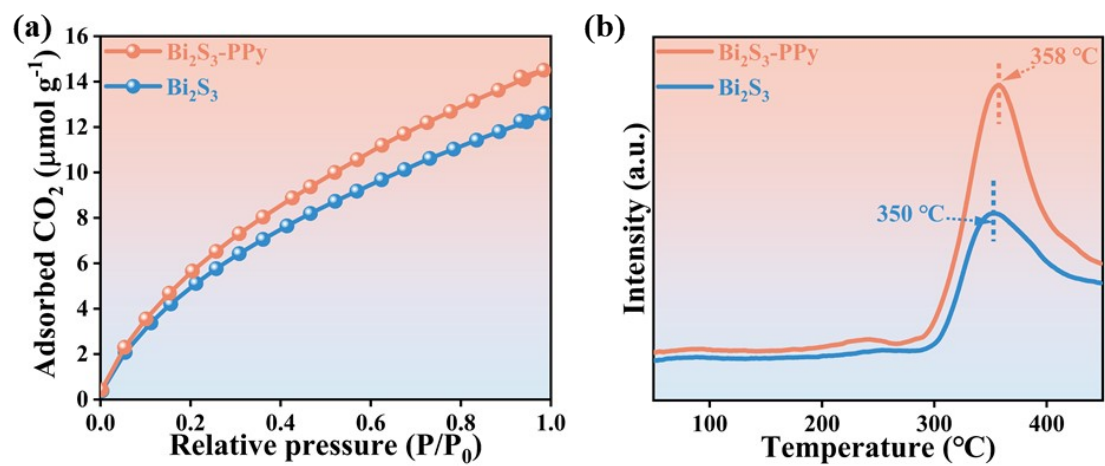 (a)
Bi₂S₃-PPy
Bi₂S₃
Adsorbed CO₂ (μmol g⁻¹)
16
14
12
10
8
6
4
2
0
0.0 0.2 0.4 0.6 0.8 1.0
Relative pressure (P/P₀)
(b)
Bi₂S₃-PPy
Bi₂S₃
358 °C
350 °C
Intensity (a.u.)
100 200 300 400
Temperature (°C)